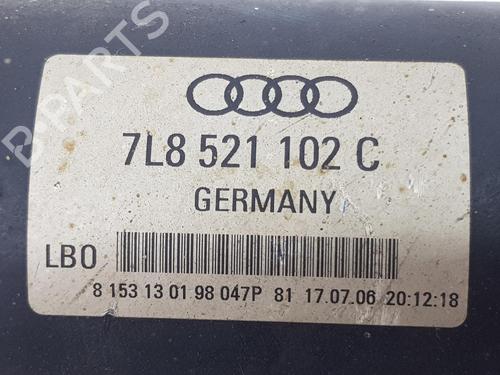 B-PARTS
7L8 521 102 C
GERMANY
LBO
8 153 13 01 98 047P 81 17.07.06 20:12:18